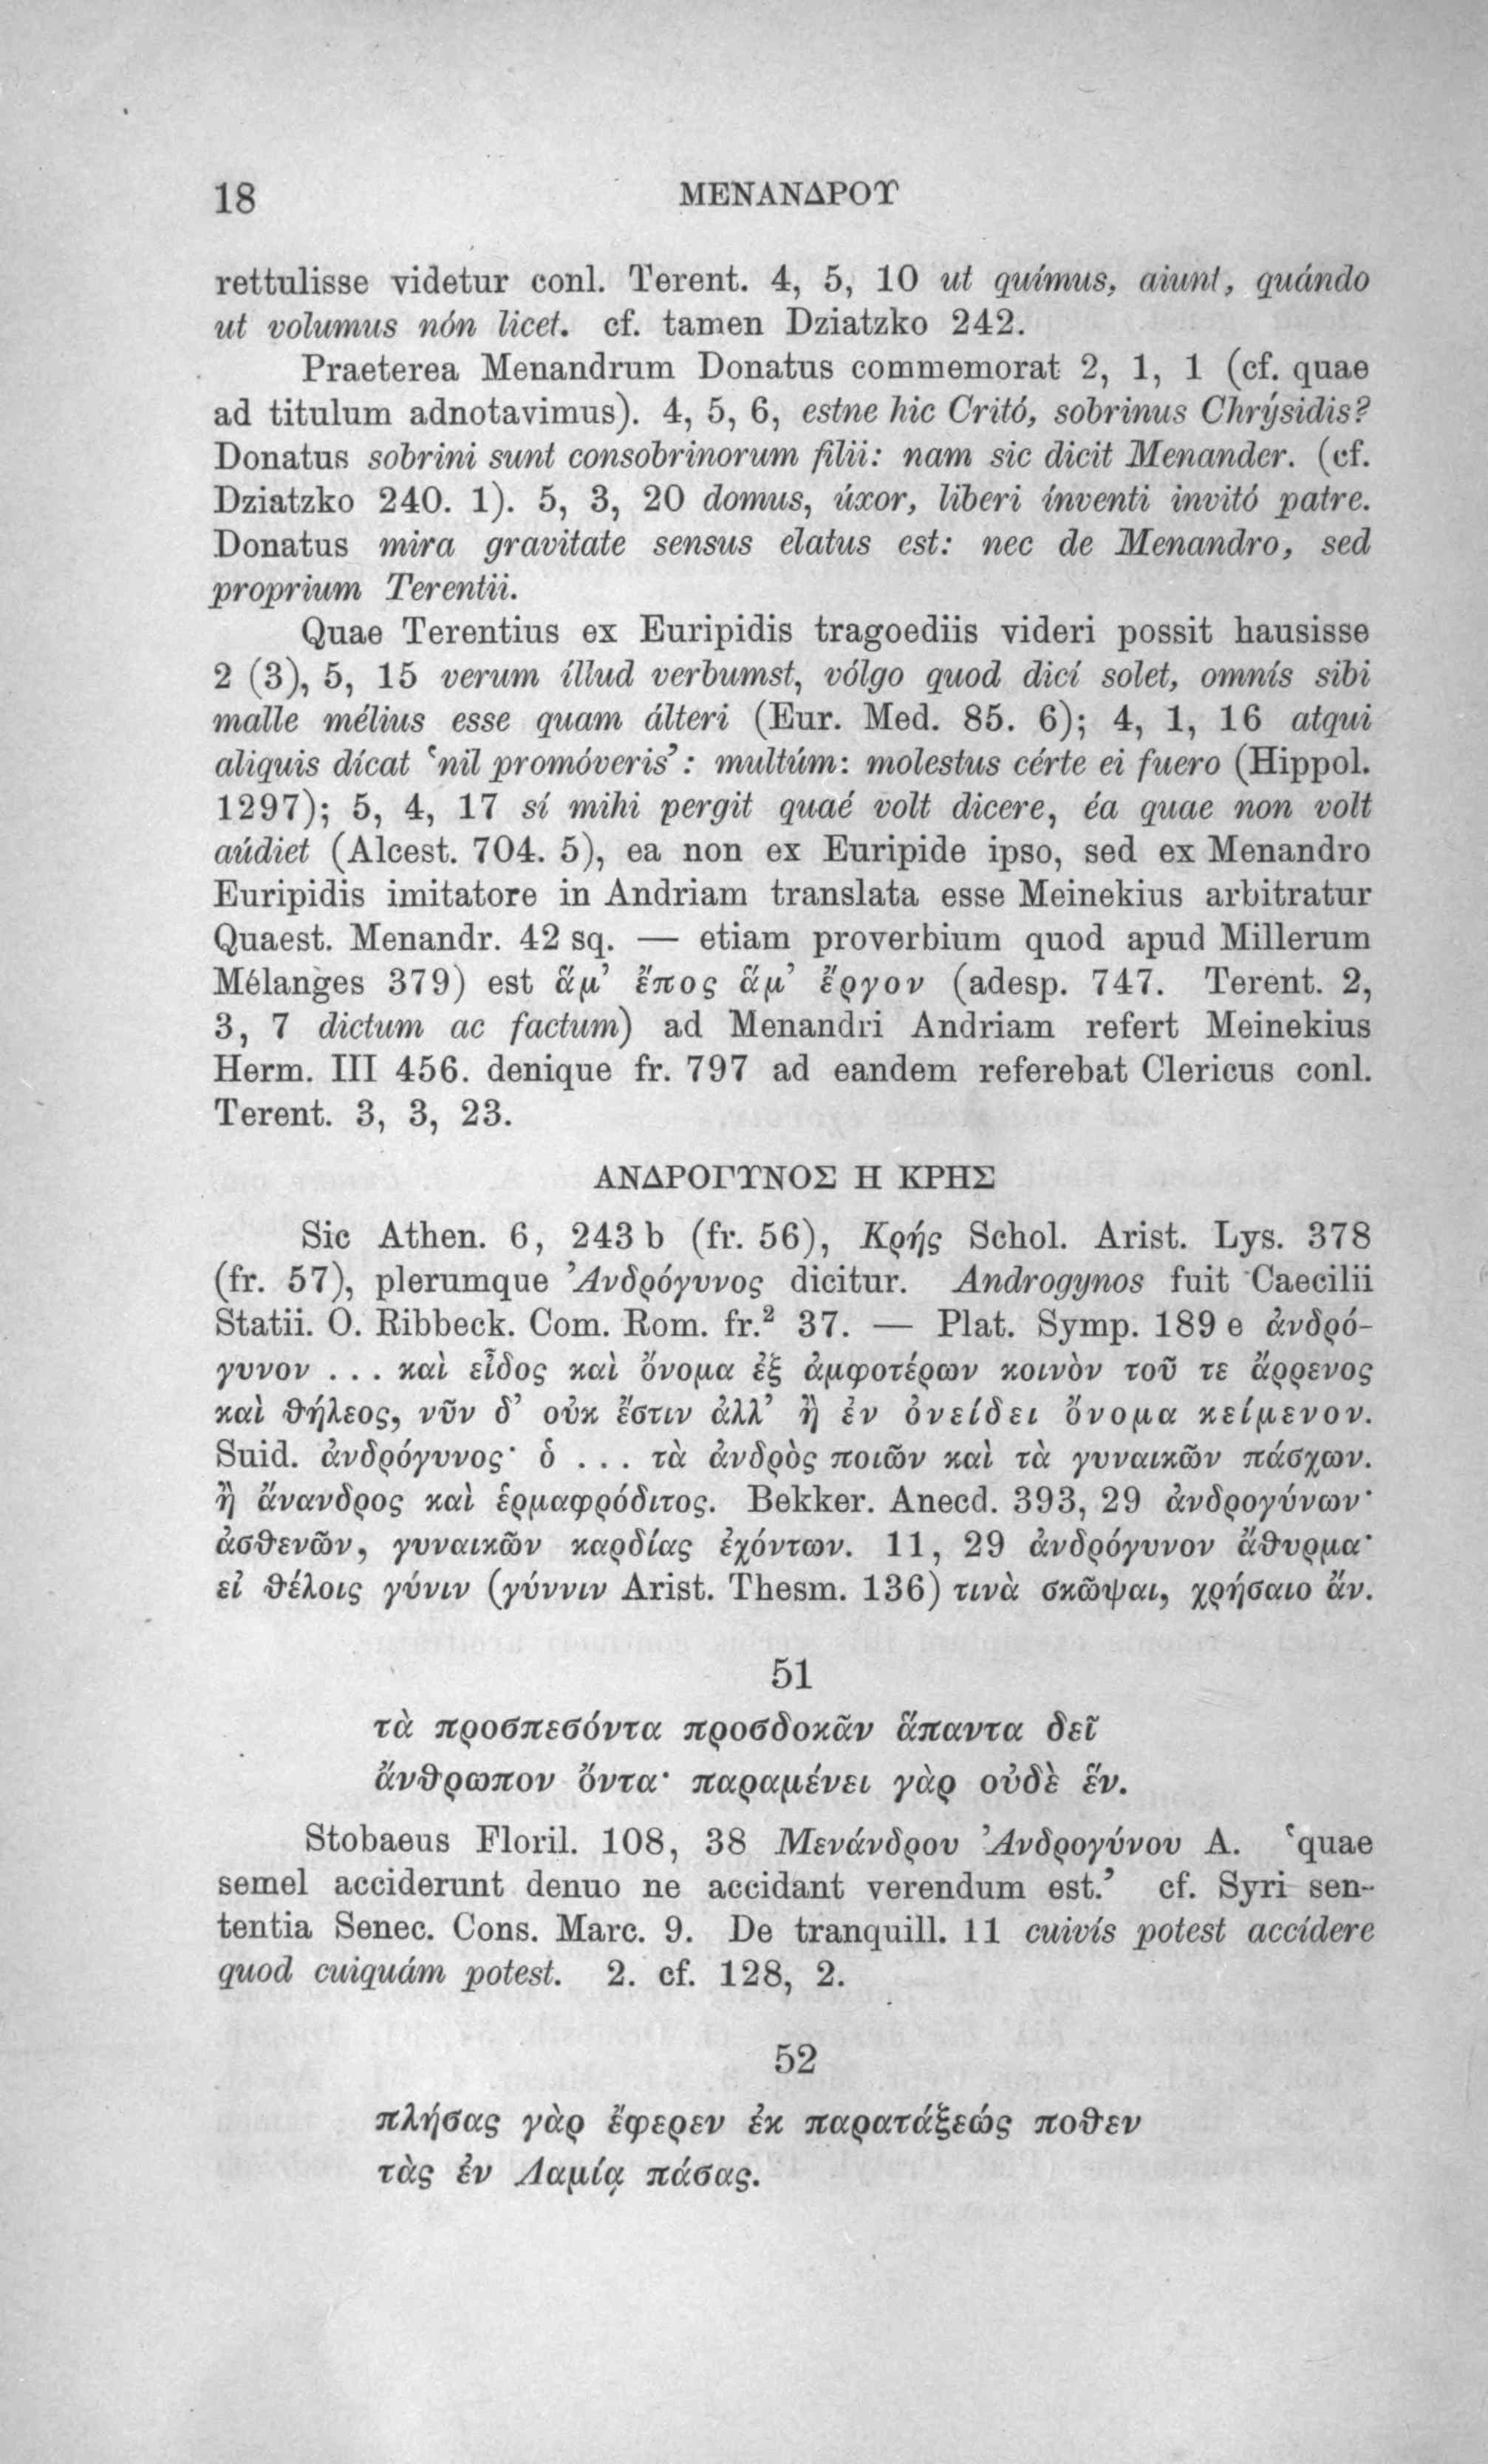 18 ΜΕΝΑΝΔΡΟΥ
rettulisse videtur conl. Terent. 4, 5, 10 ut químus, aiunt, quándo
ut volumus nón licet. cf. tamen Dziatzko 242.
Praeterea Menandrum Donatus commemorat 2, 1, 1 (cf. quae
ad titulum adnotavimus). 4, 5, 6, estne hic Critó, sobrinus Chrýsidis?
Donatus sobrini sunt consobrinorum filii: nam sic dicit Menander. (cf.
Dziatzko 240. 1). 5, 3, 20 domus, úxor, liberi ínventi invitó patre.
Donatus mira gravitate sensus elatus est: nec de Menandro, sed
proprium Terentii.
Quae Terentius ex Euripidis tragoediis videri possit hausisse
2 (3), 5, 15 verum íllud verbumst, vólgo quod dicí solet, omnís sibi
malle mélius esse quam álteri (Eur. Med. 85. 6); 4, 1, 16 atqui
aliquis dícat ‘nil promóveris’: multúm: molestus cérte ei fuero (Hippol.
1297); 5, 4, 17 sí mihi pergit quaé volt dicere, éa quae non volt
aúdiet (Alcest. 704. 5), ea non ex Euripide ipso, sed ex Menandro
Euripidis imitatore in Andriam translata esse Meinekius arbitratur
Quaest. Menandr. 42 sq. — etiam proverbium quod apud Millerum
Mélanges 379) est ἅμ’ ἔπος ἅμ’ ἔργον (adesp. 747. Terent. 2,
3, 7 dictum ac factum) ad Menandri Andriam refert Meinekius
Herm. III 456. denique fr. 797 ad eandem referebat Clericus conl.
Terent. 3, 3, 23.
ΑΝΔΡΟΓΥΝΟΣ Η ΚΡΗΣ
Sic Athen. 6, 243 b (fr. 56), Κρής Schol. Arist. Lys. 378
(fr. 57), plerumque Ἀνδρόγυνος dicitur. Androgynos fuit Caecilii
Statii. O. Ribbeck. Com. Rom. fr.² 37. — Plat. Symp. 189 e ἀνδρό-
γυνον ... καὶ εἶδος καὶ ὄνομα ἐξ ἀμφοτέρων κοινὸν τοῦ τε ἄρρενος
καὶ θήλεος, νῦν δ’ οὐκ ἔστιν ἀλλ’ ἢ ἐν ὀνείδει ὄνομα κείμενον.
Suid. ἀνδρόγυνος· ὁ ... τὰ ἀνδρὸς ποιῶν καὶ τὰ γυναικῶν πάσχων.
ἢ ἄνανδρος καὶ ἑρμαφρόδιτος. Bekker. Anecd. 393, 29 ἀνδρογύνων·
ἀσθενῶν, γυναικῶν καρδίας ἐχόντων. 11, 29 ἀνδρόγυνον ἄθυρμα·
εἰ θέλοις γύνιν (γύννιν Arist. Thesm. 136) τινὰ σκῶψαι, χρήσαιο ἄν.
51
τὰ προσπεσόντα προσδοκᾶν ἅπαντα δεῖ
ἄνθρωπον ὄντα· παραμένει γὰρ οὐδὲ ἕν.
Stobaeus Floril. 108, 38 Μενάνδρου Ἀνδρογύνου A. ‘quae
semel acciderunt denuo ne accidant verendum est.’ cf. Syri sen-
tentia Senec. Cons. Marc. 9. De tranquill. 11 cuivís potest accídere
quod cuiquám potest. 2. cf. 128, 2.
52
πλήσας γὰρ ἔφερεν ἐκ παρατάξεώς ποθεν
τὰς ἐν Λαμίᾳ πάσας.